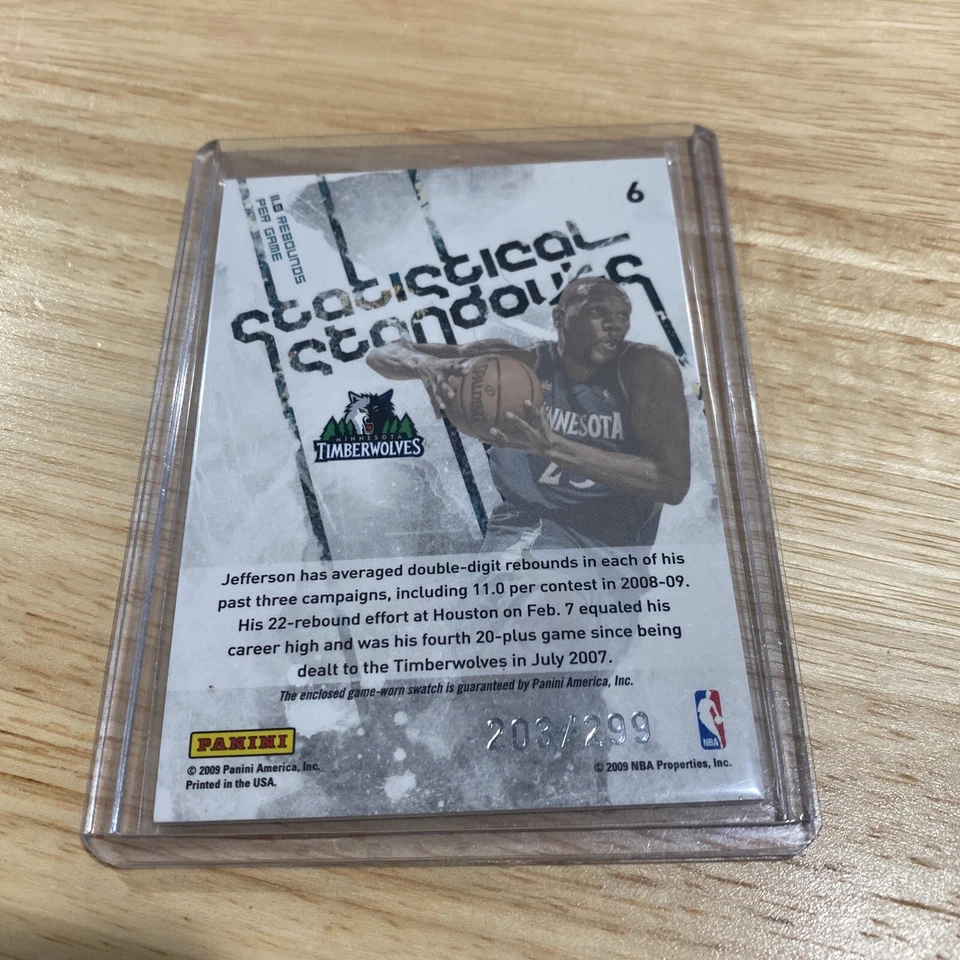 6
11.0 REBOUNDS
PER GAME
statistical
standouts
SPALDING
MINNESOTA
TIMBERWOLVES
NNESOTA
Jefferson has averaged double-digit rebounds in each of his
past three campaigns, including 11.0 per contest in 2008-09.
His 22-rebound effort at Houston on Feb. 7 equaled his
career high and was his fourth 20-plus game since being
dealt to the Timberwolves in July 2007.
The enclosed game-worn swatch is guaranteed by Panini America, Inc.
203/299
PANINI
NBA
© 2009 Panini America, Inc.
Printed in the USA.
© 2009 NBA Properties, Inc.